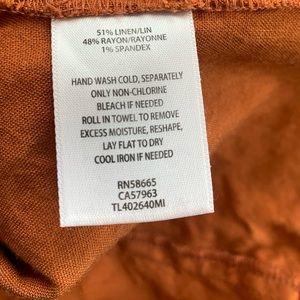 51% LINEN/LIN
48% RAYON/RAYONNE
1% SPANDEX
HAND WASH COLD, SEPARATELY
ONLY NON-CHLORINE
BLEACH IF NEEDED
ROLL IN TOWEL TO REMOVE
EXCESS MOISTURE, RESHAPE,
LAY FLAT TO DRY
COOL IRON IF NEEDED
RN58665
CA57963
TL402640MI